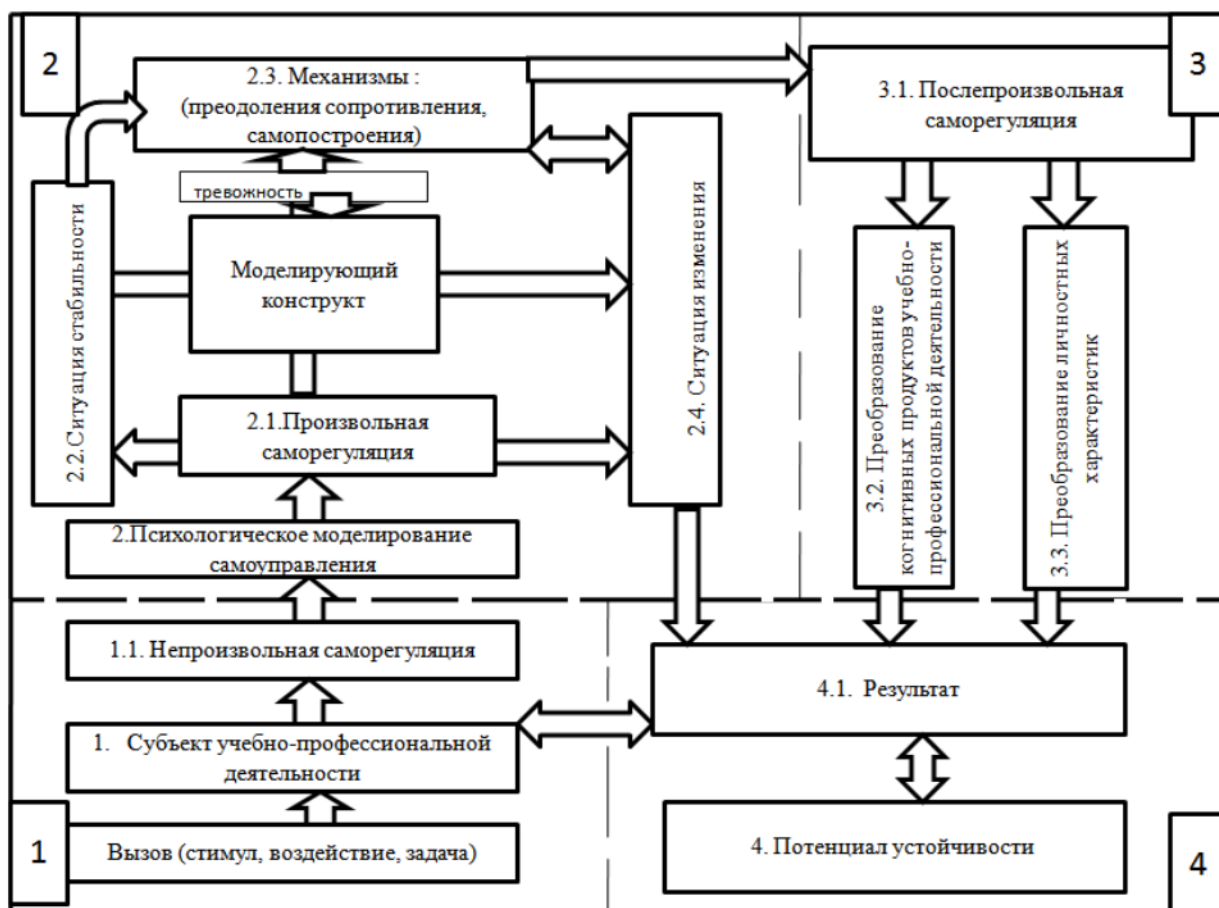 2
2.3. Механизмы :
(преодоления сопротивления,
самопостроения)
3
3.1. Послепроизвольная
саморегуляция
тревожность
2.2.Ситуация стабильности
Моделирующий
конструкт
2.4. Ситуация изменения
3.2. Преобразование
когнитивных продуктов учебно-
профессиональной деятельности
3.3. Преобразование личностных
характеристик
2.1.Произвольная
саморегуляция
2.Психологическое моделирование
самоуправления
1.1. Непроизвольная саморегуляция
4.1. Результат
1. Субъект учебно-профессиональной
деятельности
1
Вызов (стимул, воздействие, задача)
4. Потенциал устойчивости
4